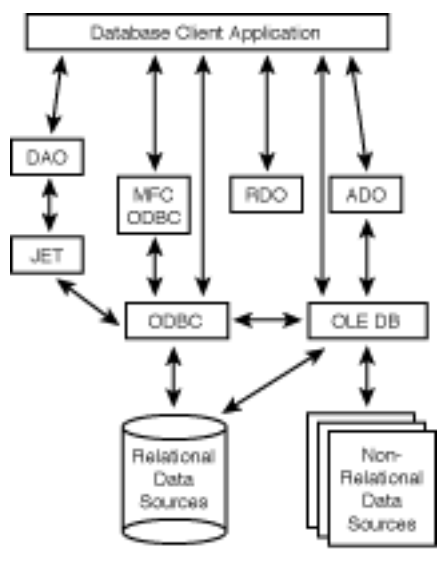 Database Client Application
DAO
MFC
ODBC
RDO
ADO
JET
ODBC
OLE DB
Relational
Data
Sources
Non-
Relational
Data
Sources